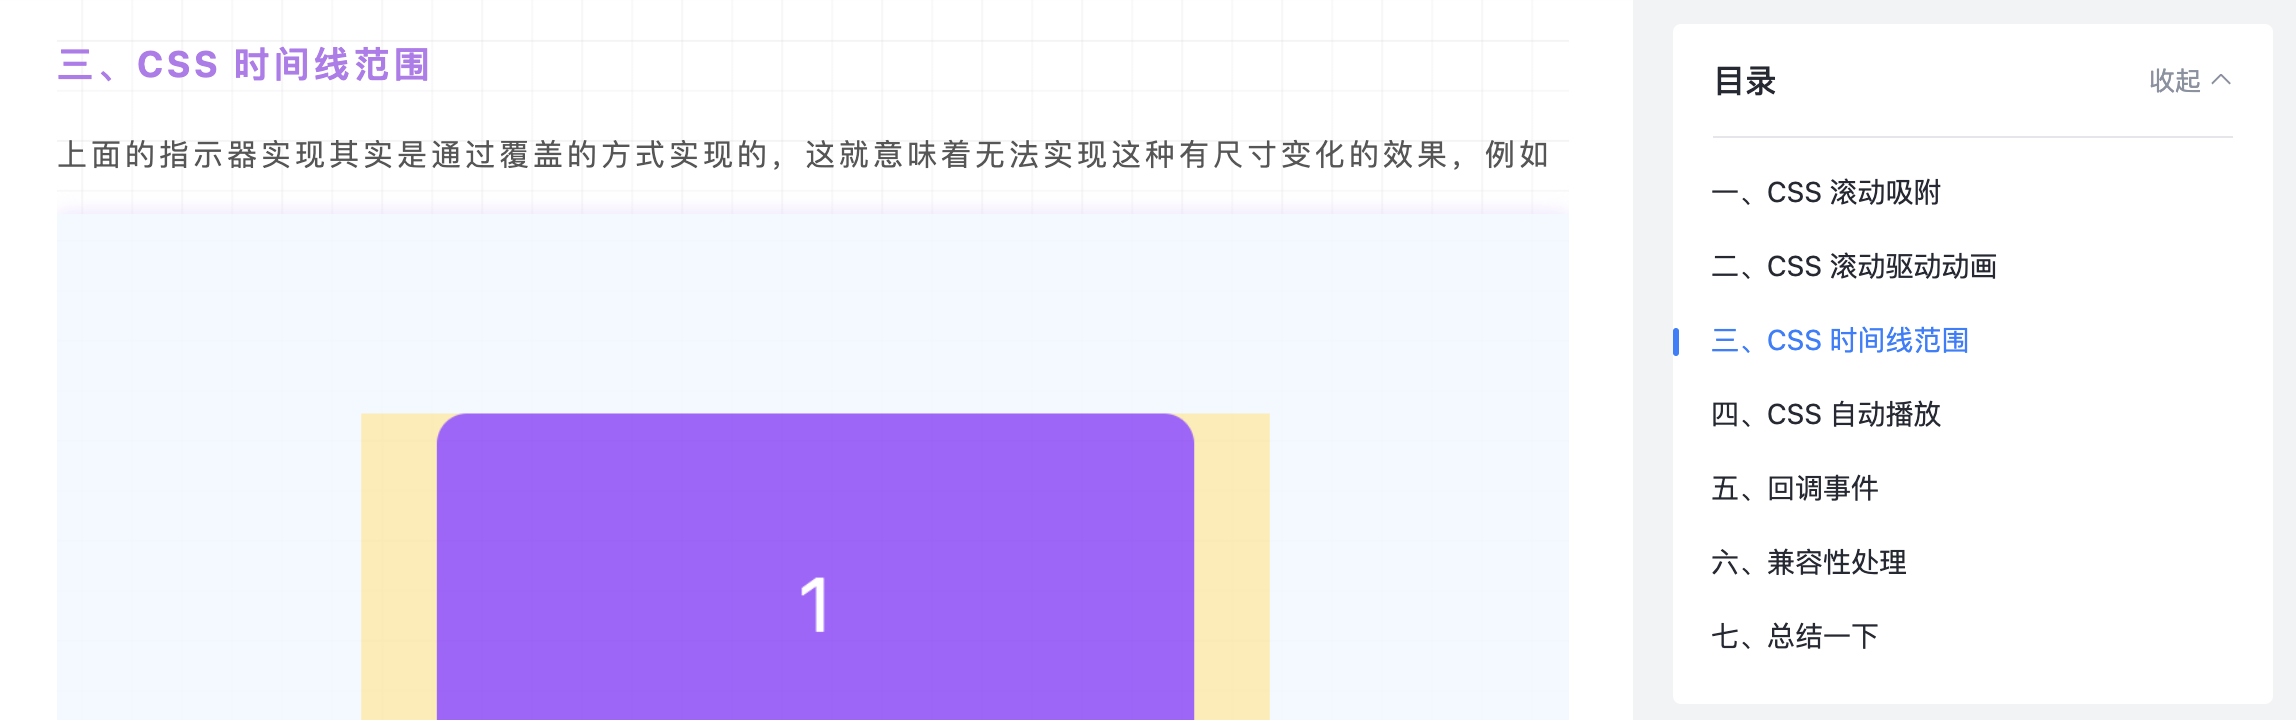 三、CSS 时间线范围
上面的指示器实现其实是通过覆盖的方式实现的，这就意味着无法实现这种有尺寸变化的效果，例如
1
目录
收起
一、CSS 滚动吸附
二、CSS 滚动驱动动画
三、CSS 时间线范围
四、CSS 自动播放
五、回调事件
六、兼容性处理
七、总结一下